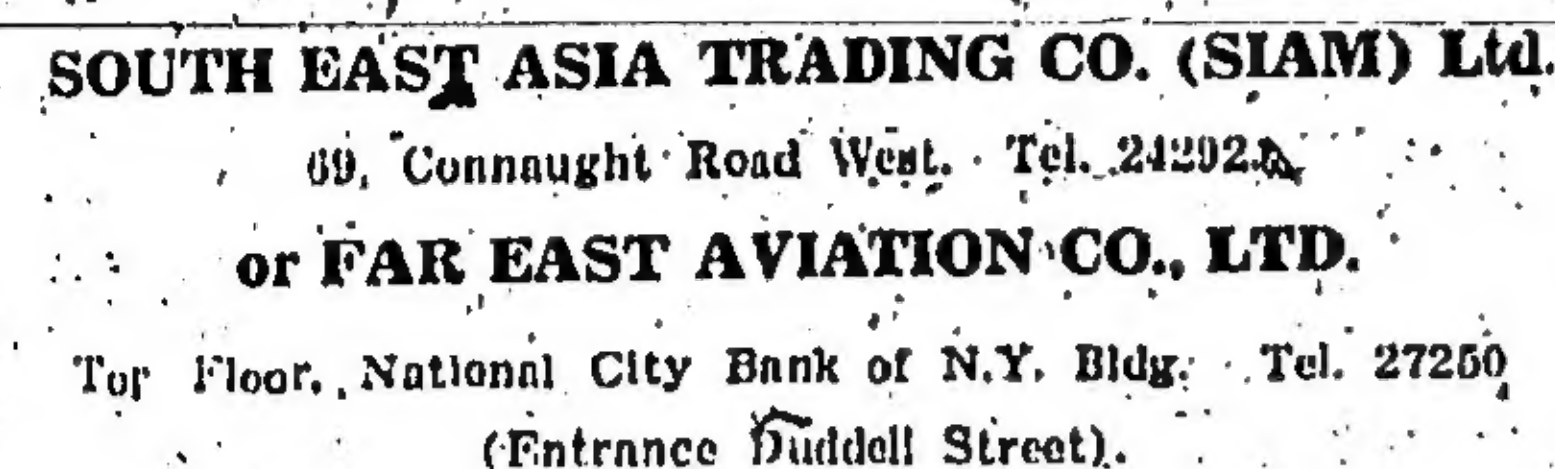 SOUTH EAST ASIA TRADING CO. (SIAM) Ltd.
69, Connaught Road West. Tel. 24292
or FAR EAST AVIATION CO., LTD.
Top Floor, National City Bank of N.Y. Bldg. Tel. 27250
(Entrance Duddell Street).